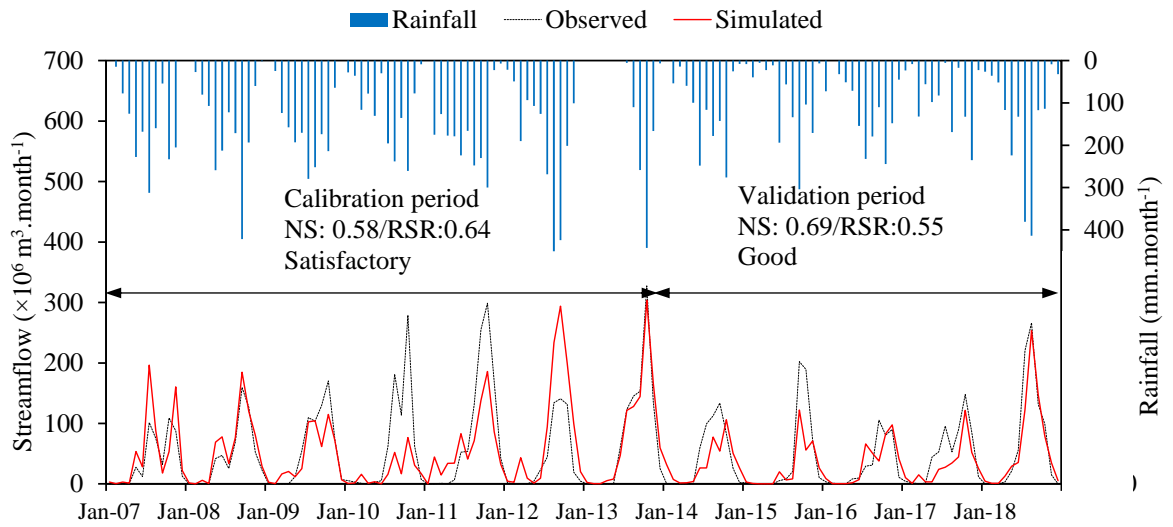 Rainfall Observed Simulated
700 0
600 100
500 200
400 300
300 400
200
100
0 )
Streamflow (×10⁶ m³.month⁻¹)
Rainfall (mm.month⁻¹)
Calibration period
NS: 0.58/RSR:0.64
Satisfactory
Validation period
NS: 0.69/RSR:0.55
Good
Jan-07 Jan-08 Jan-09 Jan-10 Jan-11 Jan-12 Jan-13 Jan-14 Jan-15 Jan-16 Jan-17 Jan-18